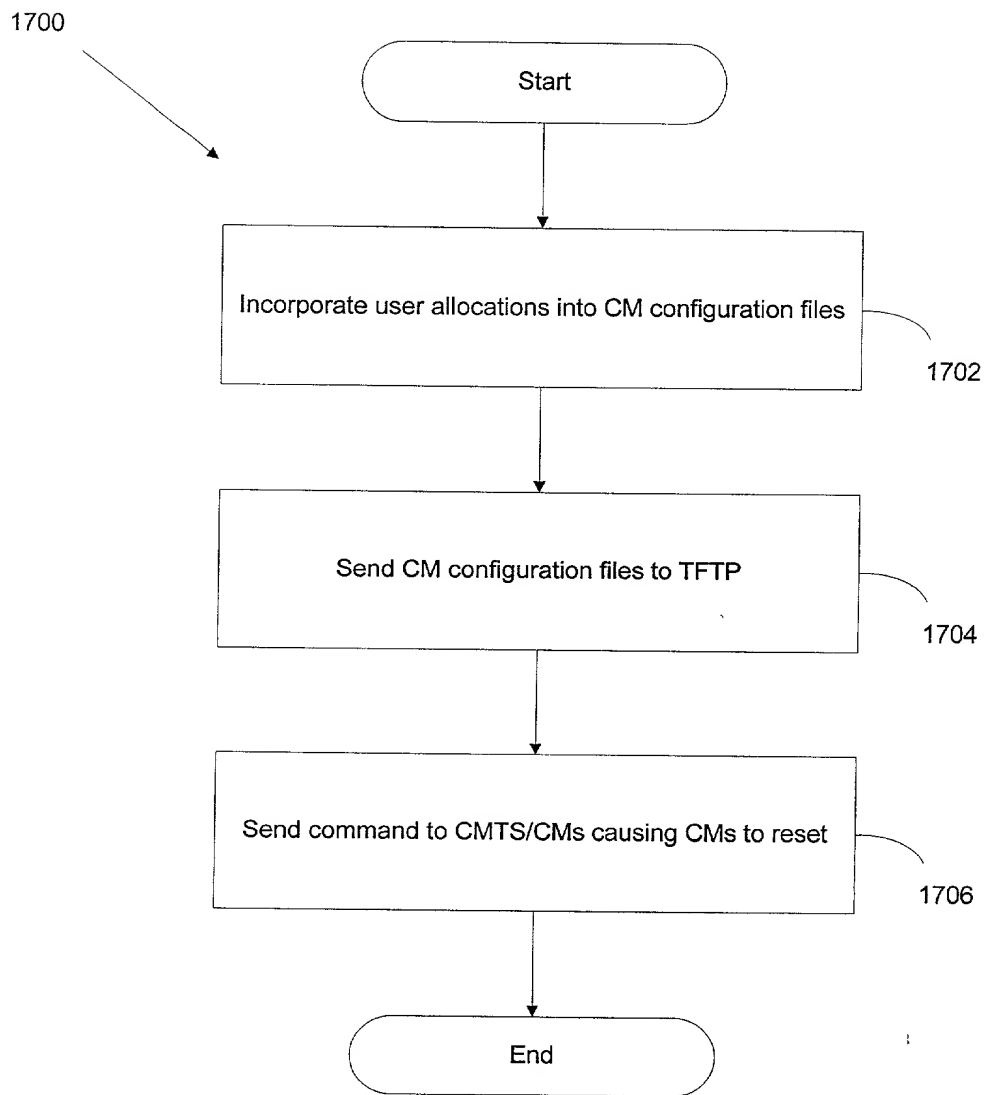 1700
Start
Incorporate user allocations into CM configuration files
1702
Send CM configuration files to TFTP
1704
Send command to CMTS/CMs causing CMs to reset
1706
End